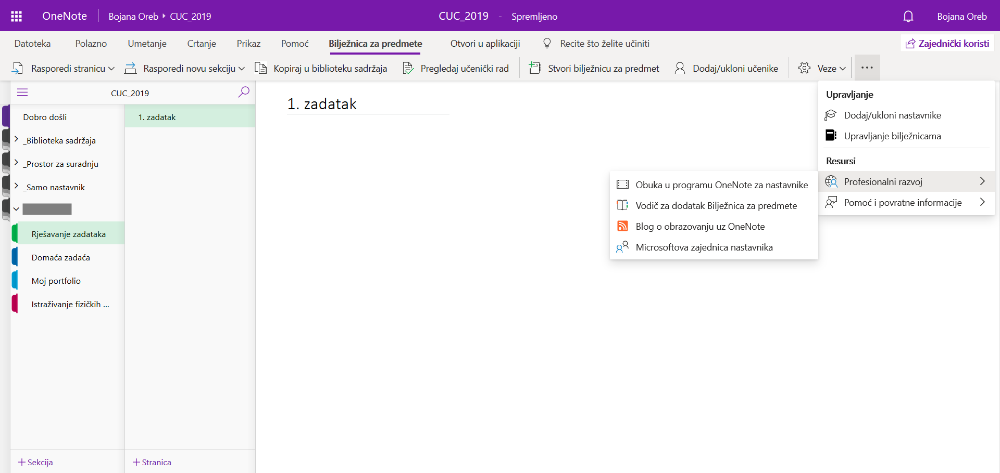 OneNote Bojana Oreb CUC_2019 CUC_2019 - Spremljeno Bojana Oreb
Datoteka Polazno Umetanje Crtanje Prikaz Pomoć Bilježnica za predmete Otvori u aplikaciji Recite što želite učiniti Zajednički koristi
Rasporedi stranicu Rasporedi novu sekciju Kopiraj u biblioteku sadržaja Pregledaj učenički rad Stvori bilježnicu za predmet Dodaj/ukloni učenike Veze ...
CUC_2019
Dobro došli
_Biblioteka sadržaja
_Prostor za suradnju
_Samo nastavnik
Rješavanje zadataka
Domaća zadaća
Moj portfolio
Istraživanje fizičkih ...
+ Sekcija
1. zadatak
+ Stranica
1. zadatak
Upravljanje
Dodaj/ukloni nastavnike
Upravljanje bilježnicama
Resursi
Profesionalni razvoj
Pomoć i povratne informacije
Obuka u programu OneNote za nastavnike
Vodič za dodatak Bilježnica za predmete
Blog o obrazovanju uz OneNote
Microsoftova zajednica nastavnika